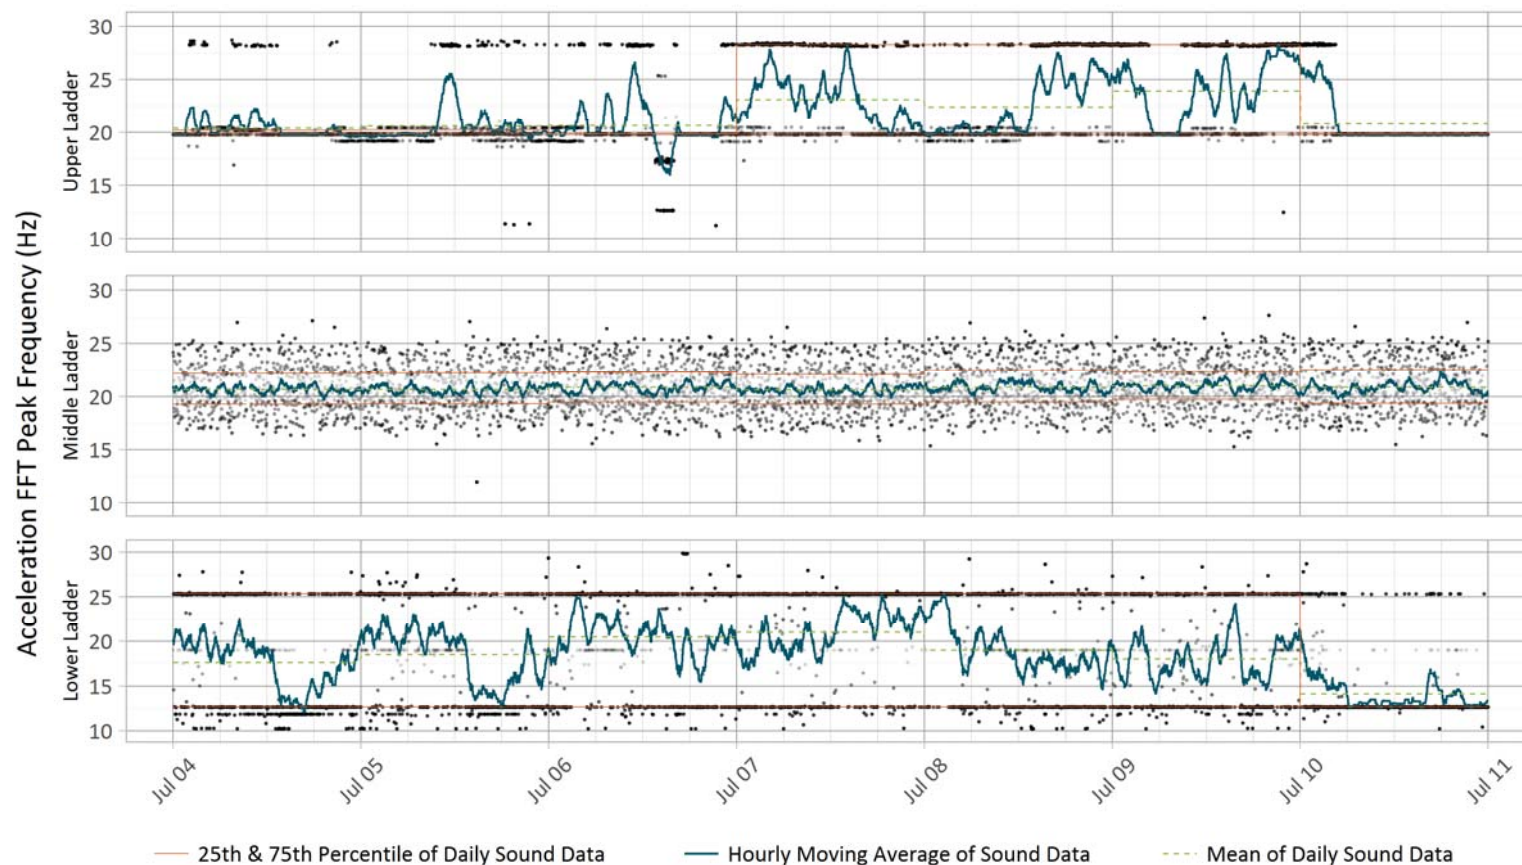 Acceleration FFT Peak Frequency (Hz)
Upper Ladder
30
25
20
15
10
Middle Ladder
30
25
20
15
10
Lower Ladder
30
25
20
15
10
Jul 04
Jul 05
Jul 06
Jul 07
Jul 08
Jul 09
Jul 10
Jul 11
25th & 75th Percentile of Daily Sound Data
Hourly Moving Average of Sound Data
Mean of Daily Sound Data